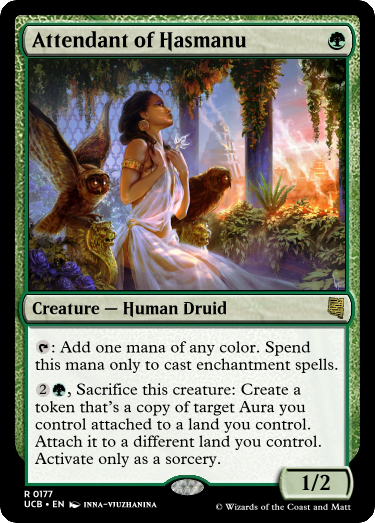 Attendant of Hasmanu
Creature — Human Druid
: Add one mana of any color. Spend
this mana only to cast enchantment spells.
2, Sacrifice this creature: Create a
token that's a copy of target Aura you
control attached to a land you control.
Attach it to a different land you control.
Activate only as a sorcery.
1/2
R 0177
UCB • EN INNA-VJUZHANINA
© Wizards of the Coast and Matt